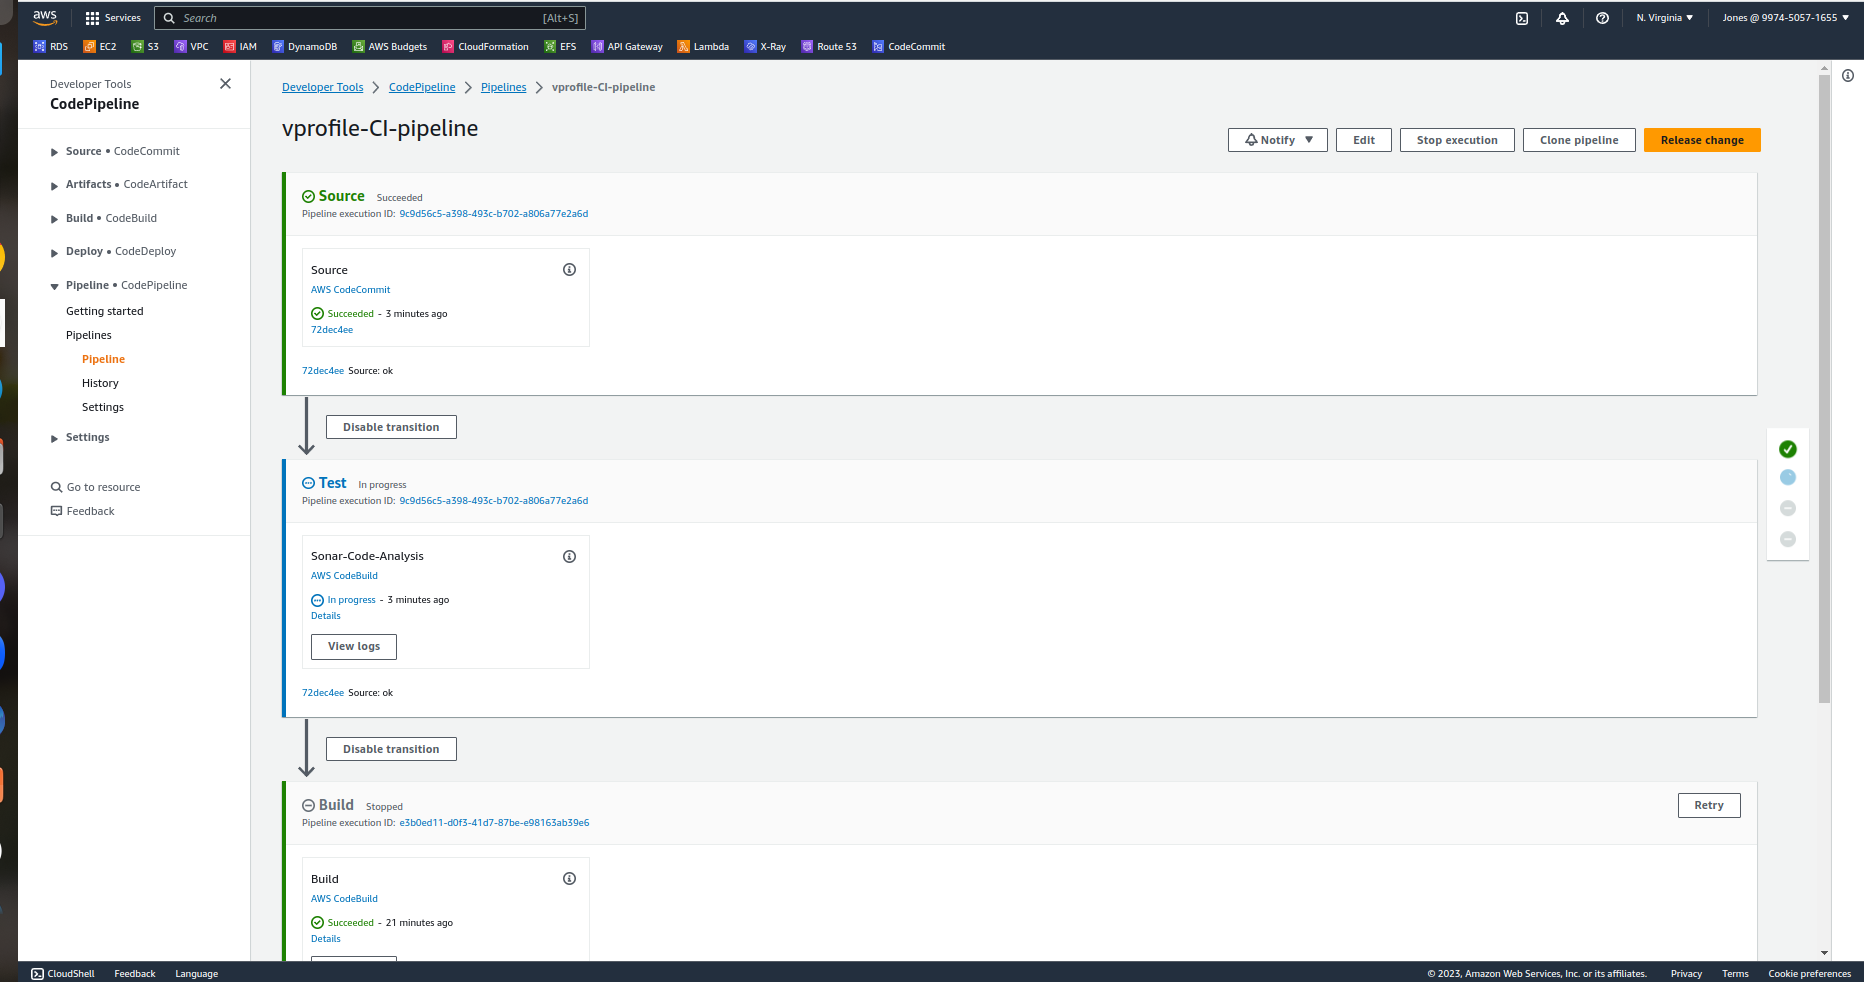 aws Services Search [Alt+S] N. Virginia Jones @ 9974-5057-1655
RDS EC2 S3 VPC IAM DynamoDB AWS Budgets CloudFormation EFS API Gateway Lambda X-Ray Route 53 CodeCommit
Developer Tools
CodePipeline
Source • CodeCommit
Artifacts • CodeArtifact
Build • CodeBuild
Deploy • CodeDeploy
Pipeline • CodePipeline
Getting started
Pipelines
Pipeline
History
Settings
Settings
Go to resource
Feedback
Developer Tools CodePipeline Pipelines vprofile-CI-pipeline
vprofile-CI-pipeline
Notify Edit Stop execution Clone pipeline Release change
Source Succeeded
Pipeline execution ID: 9c9d56c5-a398-493c-b702-a806a77e2a6d
Source
AWS CodeCommit
Succeeded - 3 minutes ago
72dec4ee
72dec4ee Source: ok
Disable transition
Test In progress
Pipeline execution ID: 9c9d56c5-a398-493c-b702-a806a77e2a6d
Sonar-Code-Analysis
AWS CodeBuild
In progress - 3 minutes ago
Details
View logs
72dec4ee Source: ok
Disable transition
Build Stopped
Retry
Pipeline execution ID: e3b0ed11-d0f3-41d7-87be-e98163ab39e6
Build
AWS CodeBuild
Succeeded - 21 minutes ago
Details
CloudShell Feedback Language © 2023, Amazon Web Services, Inc. or its affiliates. Privacy Terms Cookie preferences